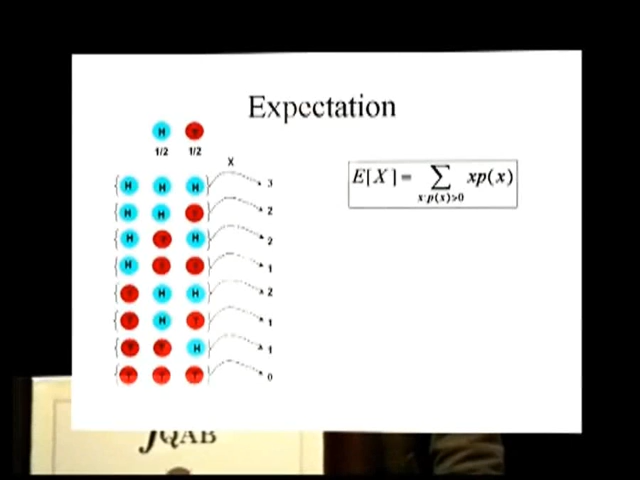 Expectation
H T
1/2 1/2
X
{ H H H } 3
{ H H T } 2
{ H T H } 2
{ H T T } 1
{ T H H } 2
{ T H T } 1
{ T T H } 1
{ T T T } 0
E[X] = ∑ xp(x)
x:p(x)>0
JQAB